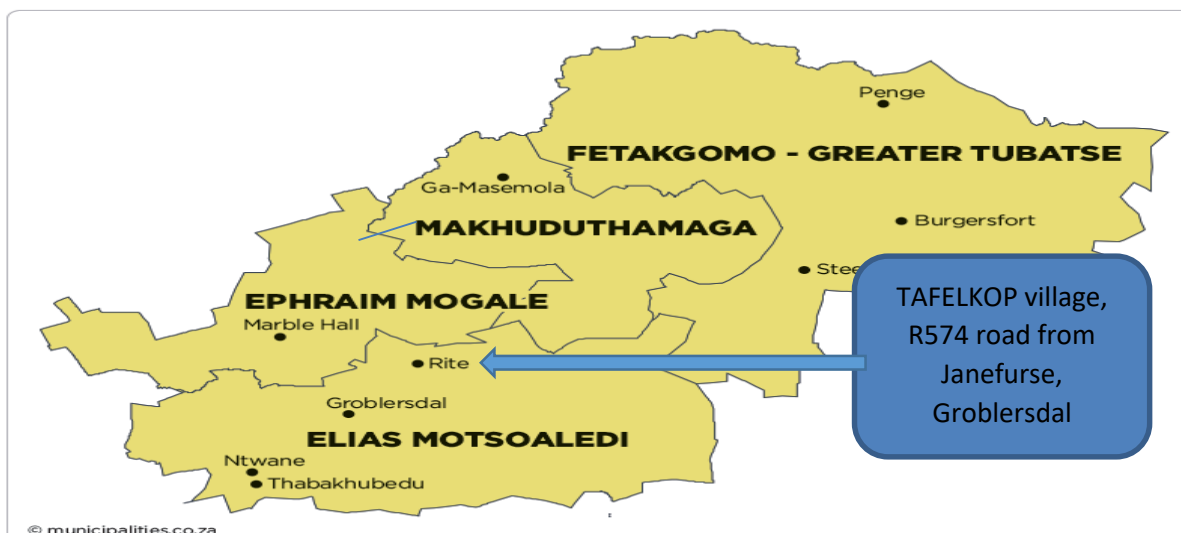 Penge
FETAKGOMO - GREATER TUBATSE
Ga-Masemola
MAKHUDUTHAMAGA
Burgersfort
Stee
EPHRAIM MOGALE
Marble Hall
Rite
TAFELKOP village,
R574 road from
Janefurse,
Groblersdal
Groblersdal
ELIAS MOTSOALEDI
Ntwane
Thabakhubedu
© municipalities.co.za